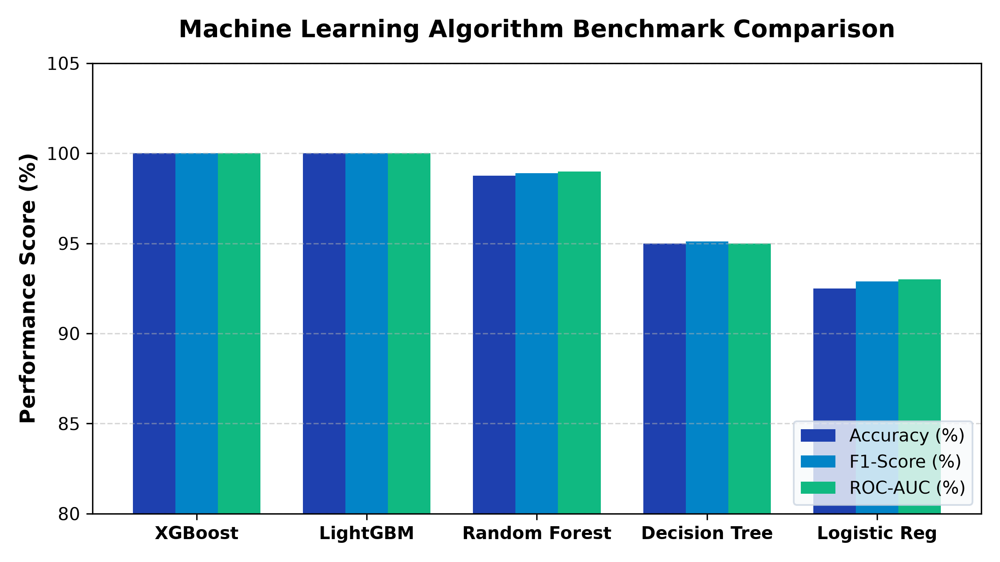 Machine Learning Algorithm Benchmark Comparison
Performance Score (%)
105
100
95
90
85
80
Accuracy (%)
F1-Score (%)
ROC-AUC (%)
XGBoost
LightGBM
Random Forest
Decision Tree
Logistic Reg